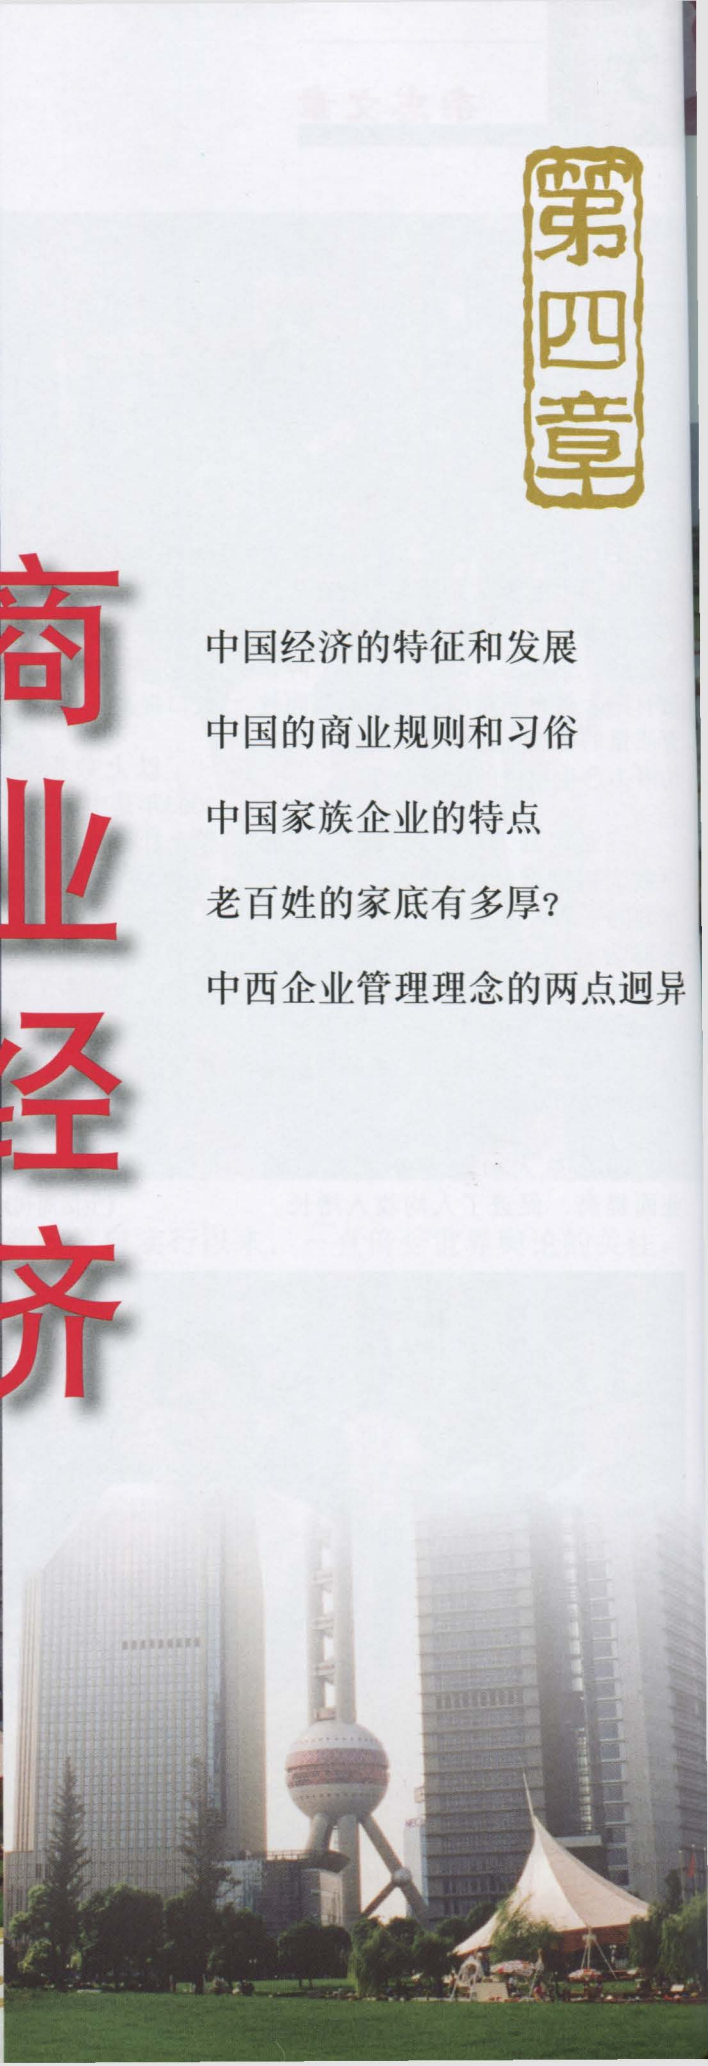 第四章
商业经济
中国经济的特征和发展
中国的商业规则和习俗
中国家族企业的特点
老百姓的家底有多厚?
中西企业管理理念的两点迥异